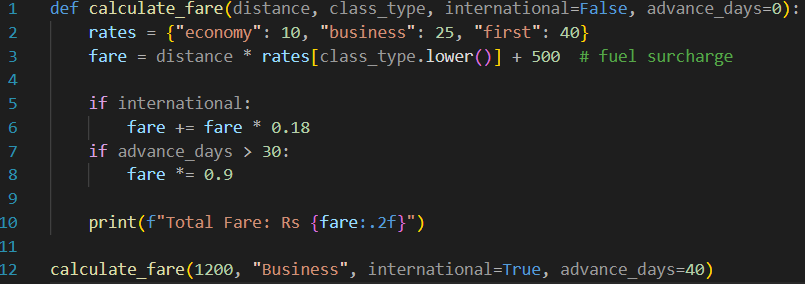 1 def calculate_fare(distance, class_type, international=False, advance_days=0):
2     rates = {"economy": 10, "business": 25, "first": 40}
3     fare = distance * rates[class_type.lower()] + 500  # fuel surcharge
4
5     if international:
6         fare += fare * 0.18
7     if advance_days > 30:
8         fare *= 0.9
9
10     print(f"Total Fare: Rs {fare:.2f}")
11
12 calculate_fare(1200, "Business", international=True, advance_days=40)